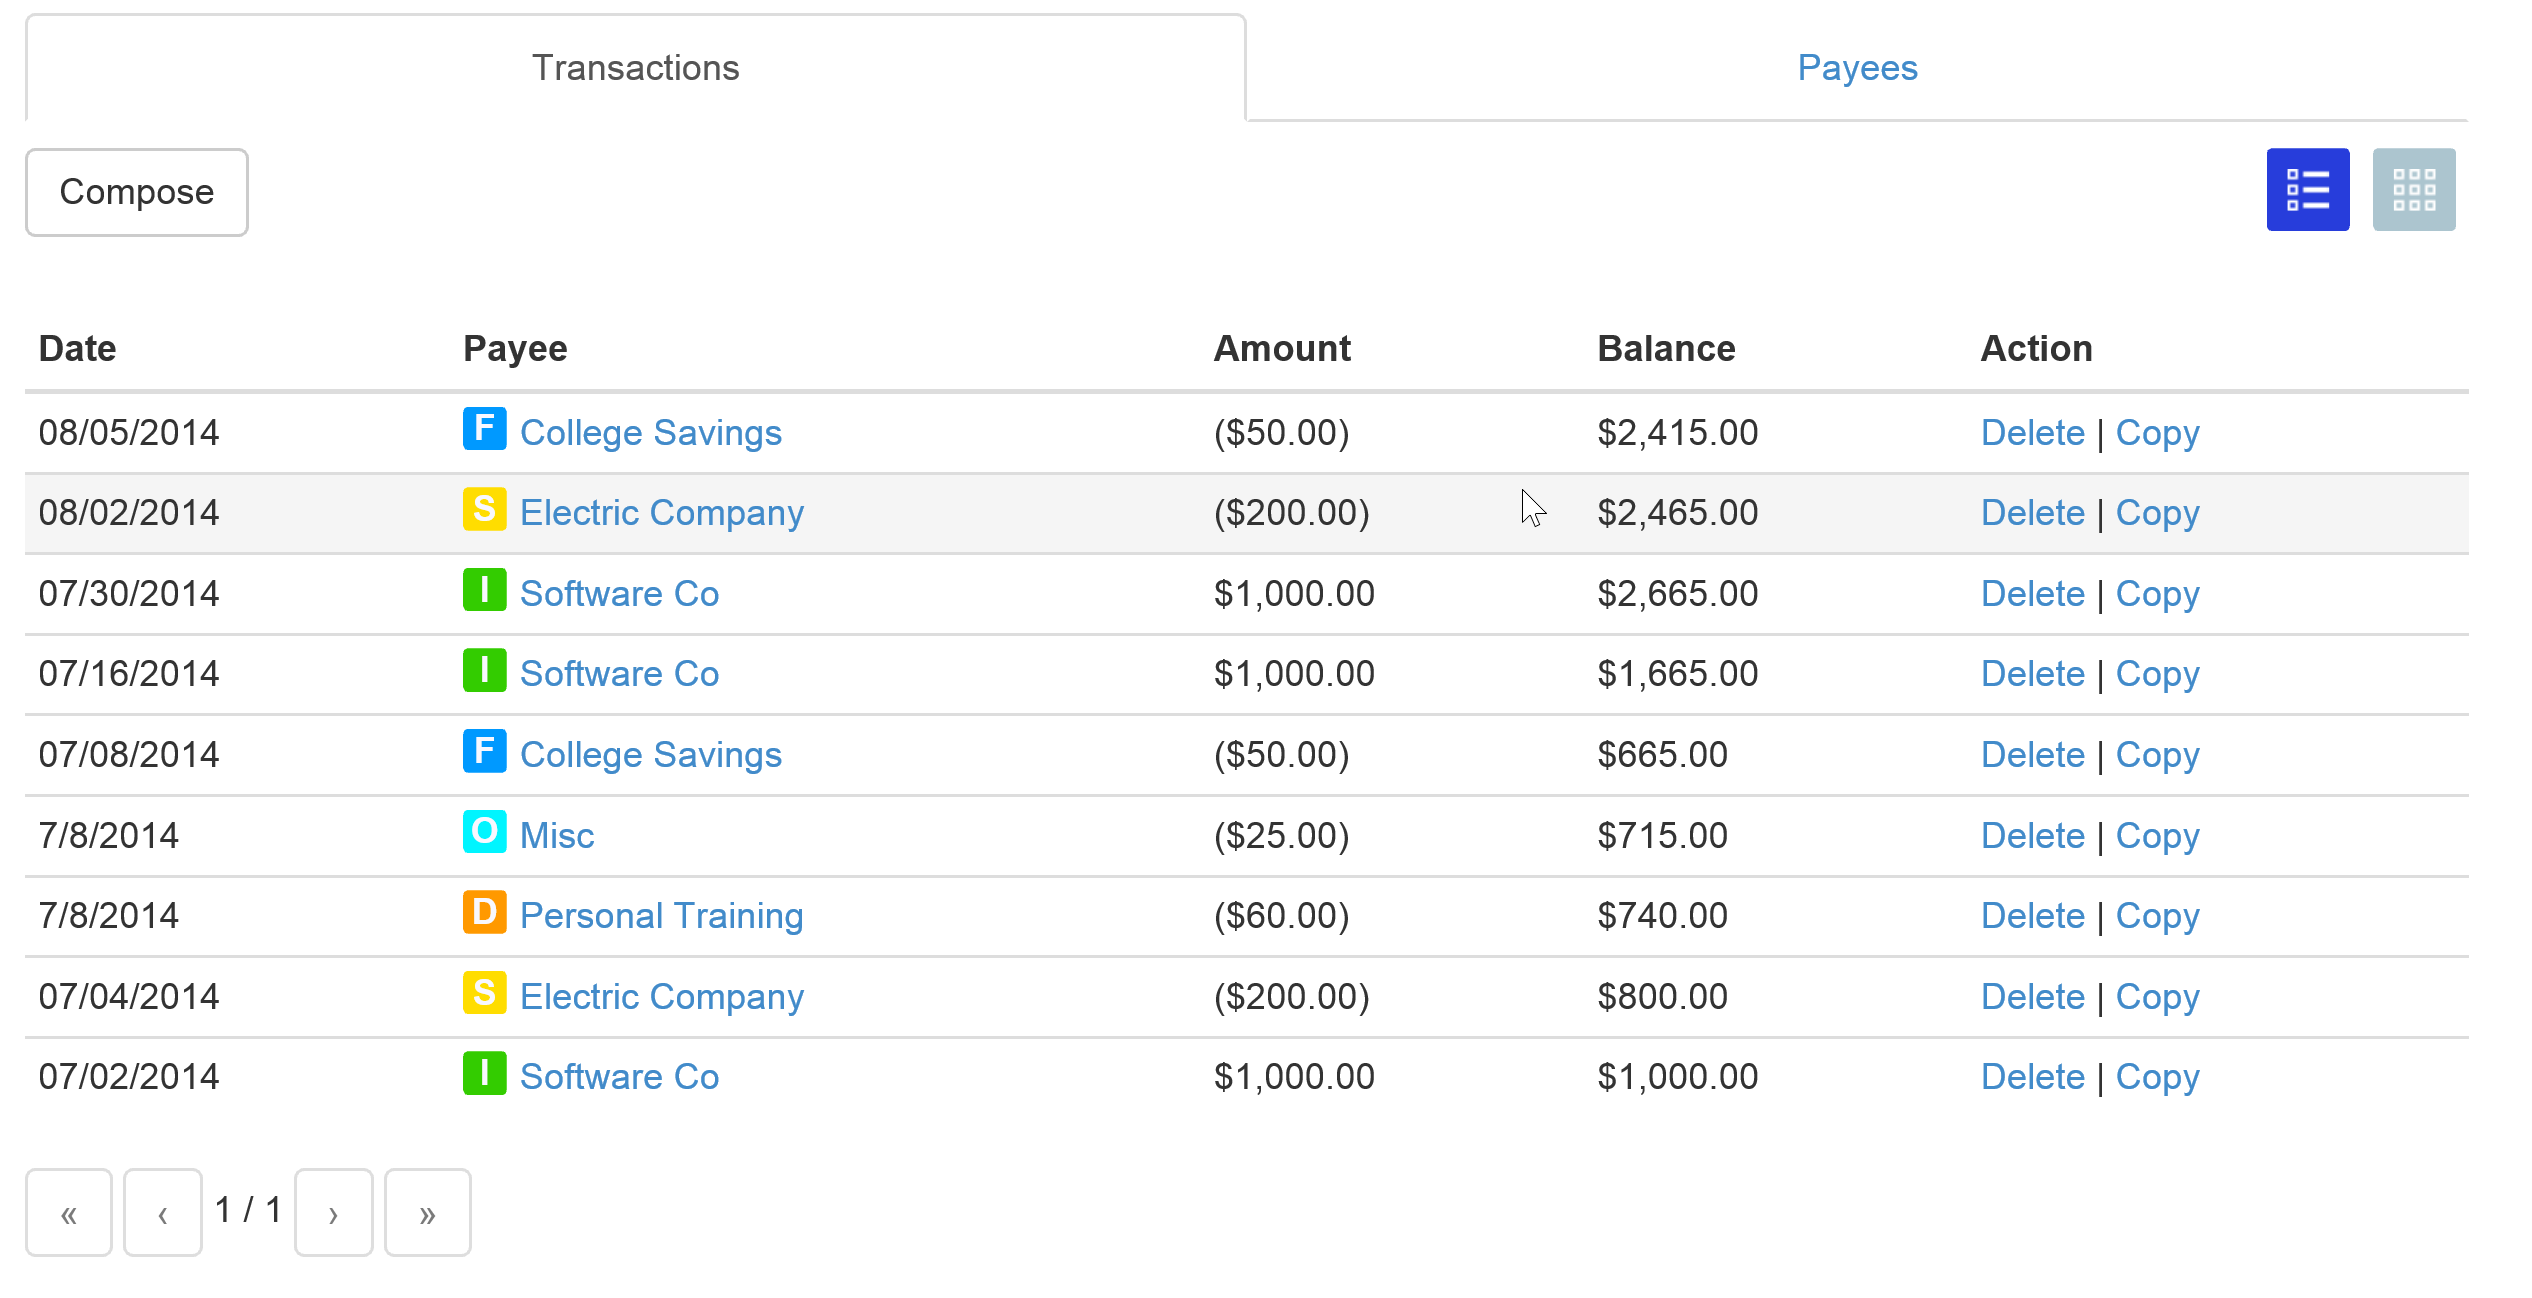 Transactions Payees
Compose
Date Payee Amount Balance Action
08/05/2014 F College Savings ($50.00) $2,415.00 Delete | Copy
08/02/2014 S Electric Company ($200.00) $2,465.00 Delete | Copy
07/30/2014 I Software Co $1,000.00 $2,665.00 Delete | Copy
07/16/2014 I Software Co $1,000.00 $1,665.00 Delete | Copy
07/08/2014 F College Savings ($50.00) $665.00 Delete | Copy
7/8/2014 O Misc ($25.00) $715.00 Delete | Copy
7/8/2014 D Personal Training ($60.00) $740.00 Delete | Copy
07/04/2014 S Electric Company ($200.00) $800.00 Delete | Copy
07/02/2014 I Software Co $1,000.00 $1,000.00 Delete | Copy
« ‹ 1 / 1 › »